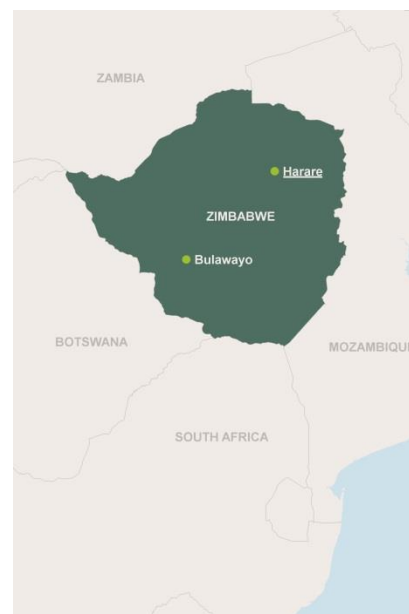 ZAMBIA
Harare
ZIMBABWE
Bulawayo
BOTSWANA
MOZAMBIQU
SOUTH AFRICA